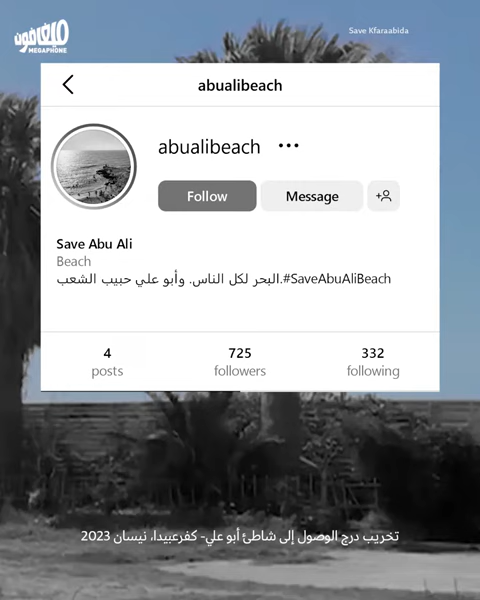 ميغافون
MEGAPHONE
Save Kfaraabida
abualibeach
abualibeach
Follow
Message
Save Abu Ali
Beach
البحر لكل الناس. وأبو علي حبيب الشعب.#SaveAbuAliBeach
4
725
332
posts
followers
following
تخريب درج الوصول إلى شاطئ أبو علي- كفرعبيدا، نيسان 2023